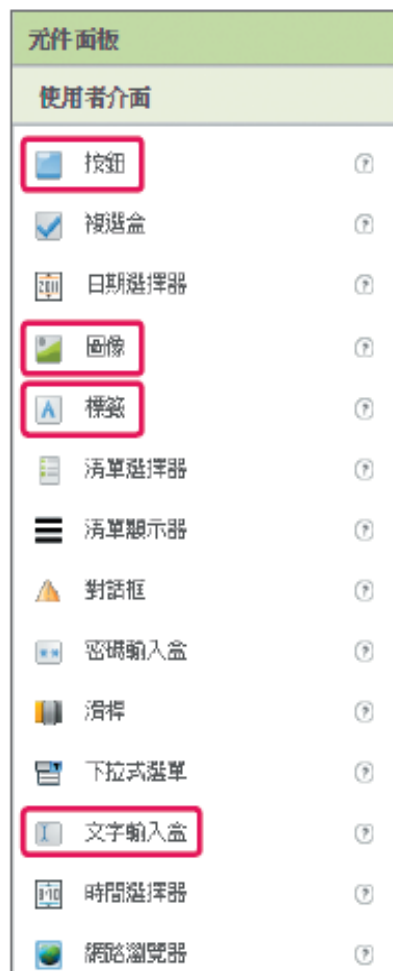 元件面板
使用者介面
按鈕
複選盒
日期選擇器
圖像
標籤
清單選擇器
清單顯示器
對話框
密碼輸入盒
滑桿
下拉式選單
文字輸入盒
時間選擇器
網路瀏覽器